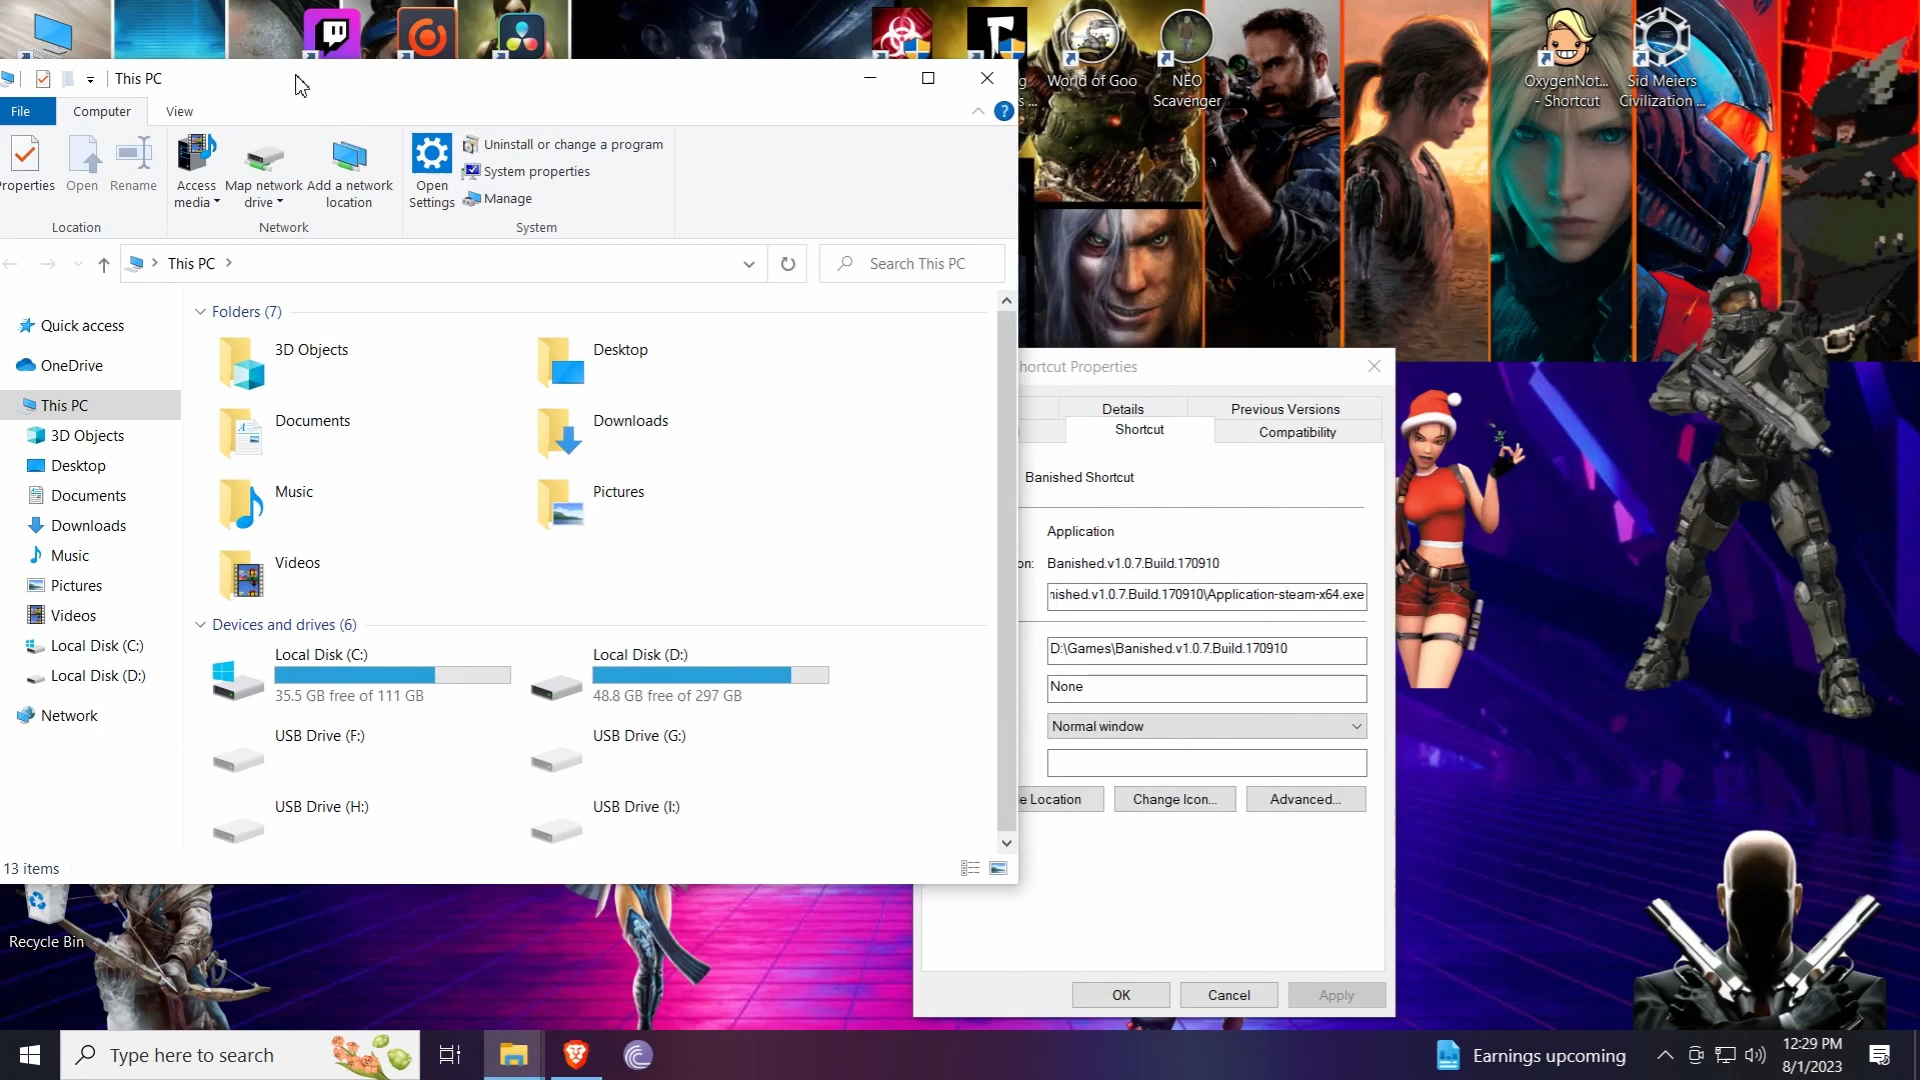 This PC
File
Computer
View
Open
Rename
Access
media
Map network
drive
Add a network
location
Open
Settings
Uninstall or change a program
System properties
Manage
Location
Network
System
This PC
Search This PC
Quick access
OneDrive
This PC
3D Objects
Desktop
Documents
Downloads
Music
Pictures
Videos
Local Disk (C:)
Local Disk (D:)
Network
Folders (7)
3D Objects
Desktop
Documents
Downloads
Music
Pictures
Videos
Devices and drives (6)
Local Disk (C:)
35.5 GB free of 111 GB
Local Disk (D:)
48.8 GB free of 297 GB
USB Drive (F:)
USB Drive (G:)
USB Drive (H:)
USB Drive (I:)
13 items
World of Goo
NEO
Scavenger
OxygenNot...
- Shortcut
Sid Meiers
Civilization ...
hortcut Properties
Details
Previous Versions
Shortcut
Compatibility
Banished Shortcut
Application
on:
Banished.v1.0.7.Build.170910
nished.v1.0.7.Build.170910\Application-steam-x64.exe
D:\Games\Banished.v1.0.7.Build.170910
None
Normal window
e Location
Change Icon...
Advanced...
OK
Cancel
Apply
Recycle Bin
Type here to search
Earnings upcoming
12:29 PM
8/1/2023